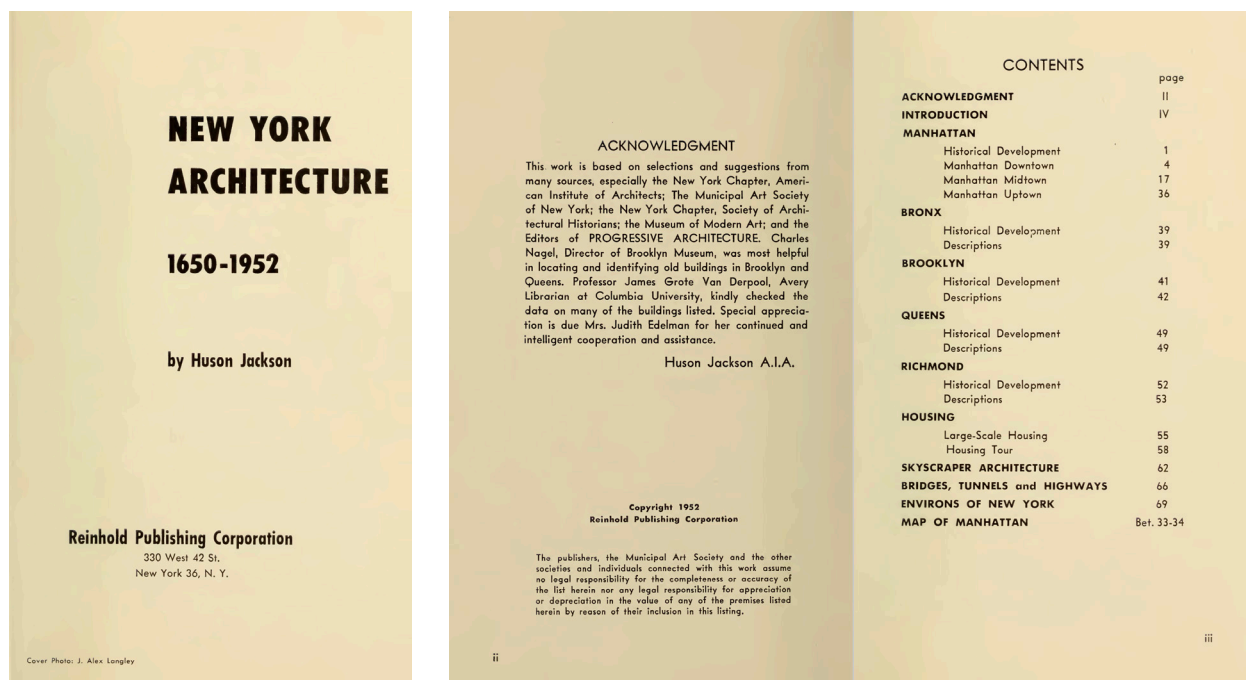 NEW YORK
ARCHITECTURE
1650-1952
by Huson Jackson
Reinhold Publishing Corporation
330 West 42 St.
New York 36, N. Y.
Cover Photo: J. Alex Langley
ACKNOWLEDGMENT
This work is based on selections and suggestions from
many sources, especially the New York Chapter, Ameri-
can Institute of Architects; The Municipal Art Society
of New York; the New York Chapter, Society of Archi-
tectural Historians; the Museum of Modern Art; and the
Editors of PROGRESSIVE ARCHITECTURE. Charles
Nagel, Director of Brooklyn Museum, was most helpful
in locating and identifying old buildings in Brooklyn and
Queens. Professor James Grote Van Derpool, Avery
Librarian at Columbia University, kindly checked the
data on many of the buildings listed. Special apprecia-
tion is due Mrs. Judith Edelman for her continued and
intelligent cooperation and assistance.
Huson Jackson A.I.A.
Copyright 1952
Reinhold Publishing Corporation
The publishers, the Municipal Art Society and the other
societies and individuals connected with this work assume
no legal responsibility for the completeness or accuracy of
the list herein nor any legal responsibility for appreciation
or depreciation in the value of any of the premises listed
herein by reason of their inclusion in this listing.
ii
CONTENTS
page
ACKNOWLEDGMENT II
INTRODUCTION IV
MANHATTAN
Historical Development 1
Manhattan Downtown 4
Manhattan Midtown 17
Manhattan Uptown 36
BRONX
Historical Development 39
Descriptions 39
BROOKLYN
Historical Development 41
Descriptions 42
QUEENS
Historical Development 49
Descriptions 49
RICHMOND
Historical Development 52
Descriptions 53
HOUSING
Large-Scale Housing 55
Housing Tour 58
SKYSCRAPER ARCHITECTURE 62
BRIDGES, TUNNELS and HIGHWAYS 66
ENVIRONS OF NEW YORK 69
MAP OF MANHATTAN Bet. 33-34
iii